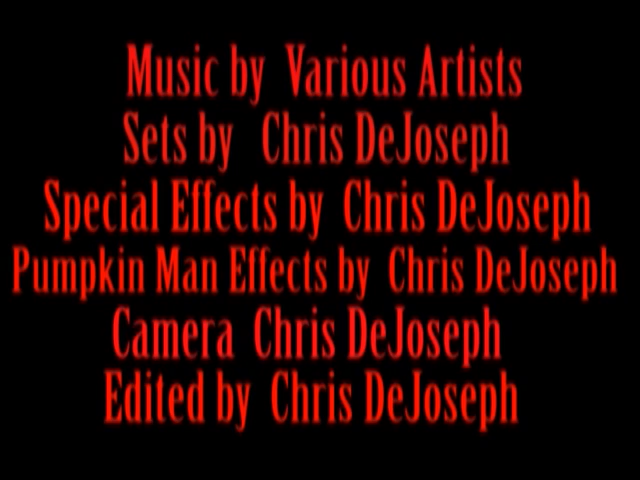 Music by Various Artists
Sets by Chris DeJoseph
Special Effects by Chris DeJoseph
Pumpkin Man Effects by Chris DeJoseph
Camera Chris DeJoseph
Edited by Chris DeJoseph